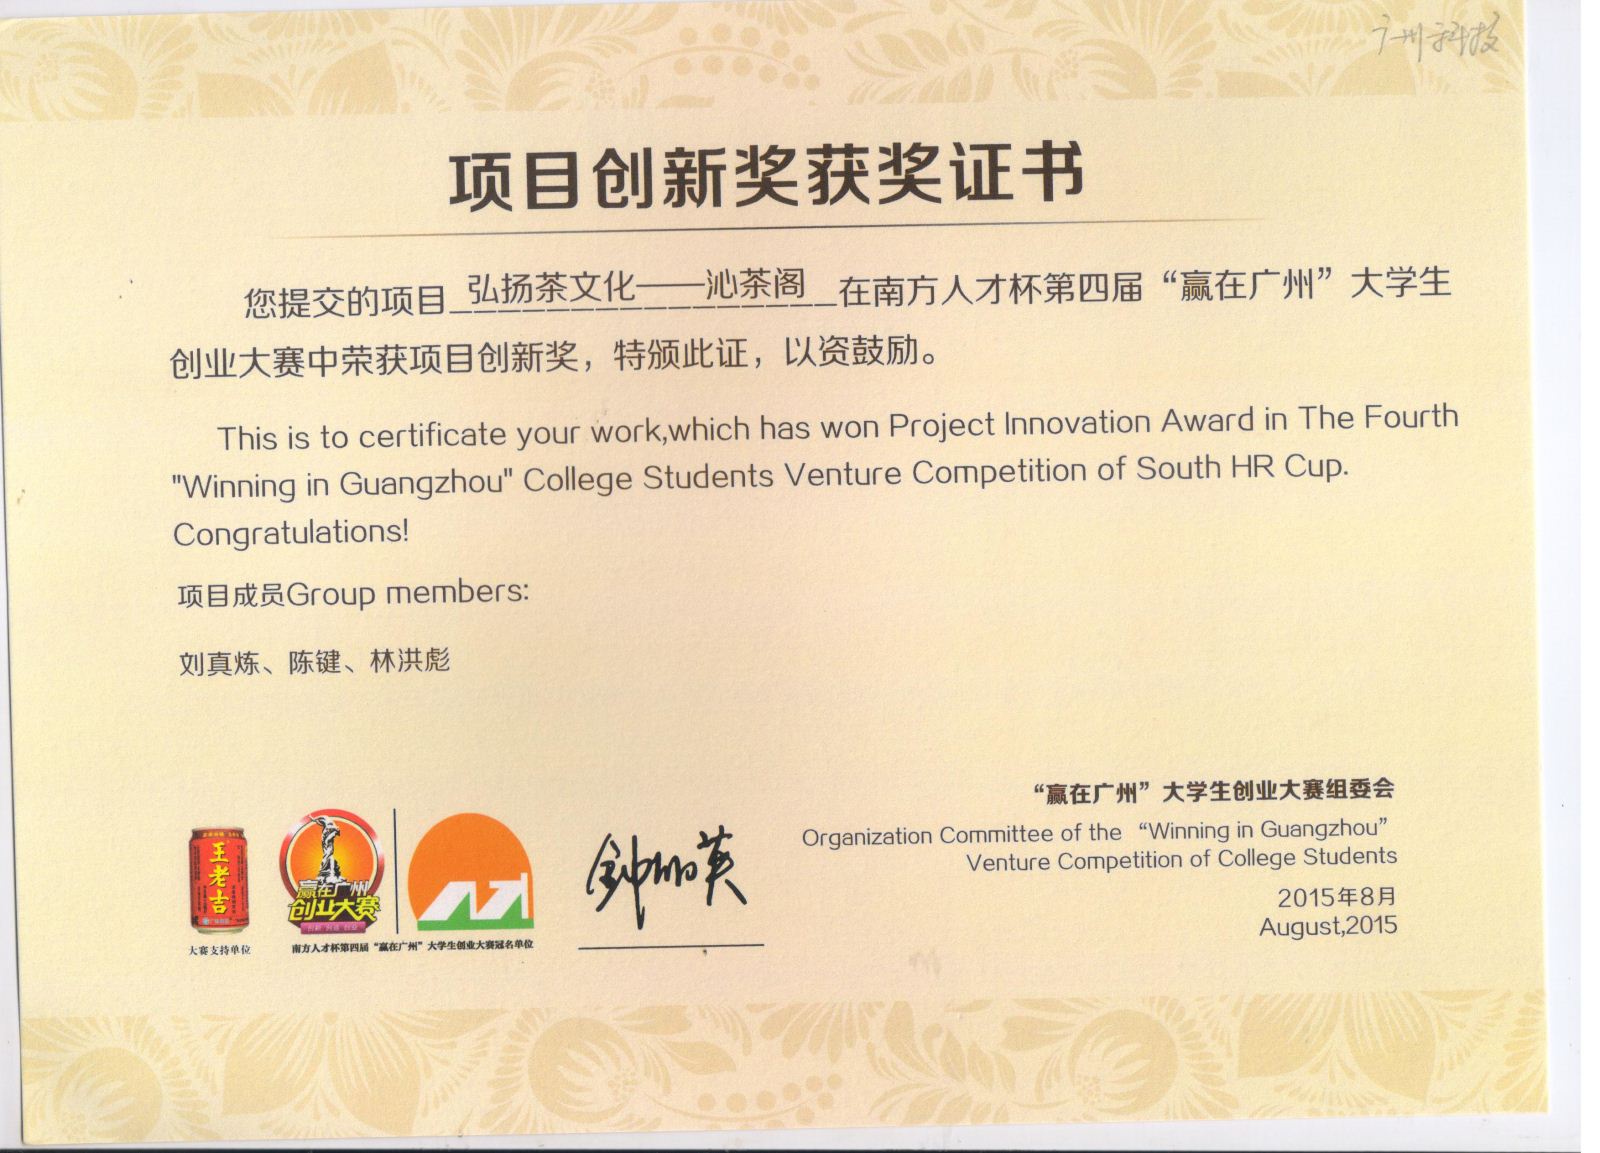 广州科技
项目创新奖获奖证书
您提交的项目 弘扬茶文化——沁茶阁 在南方人才杯第四届“赢在广州”大学生
创业大赛中荣获项目创新奖，特颁此证，以资鼓励。
This is to certificate your work,which has won Project Innovation Award in The Fourth
"Winning in Guangzhou" College Students Venture Competition of South HR Cup.
Congratulations!
项目成员Group members:
刘真炼、陈键、林洪彪
“赢在广州”大学生创业大赛组委会
Organization Committee of the “Winning in Guangzhou”
Venture Competition of College Students
2015年8月
August,2015
王老吉
大赛支持单位
赢在广州
创业大赛
南方人才杯第四届“赢在广州”大学生创业大赛冠名单位